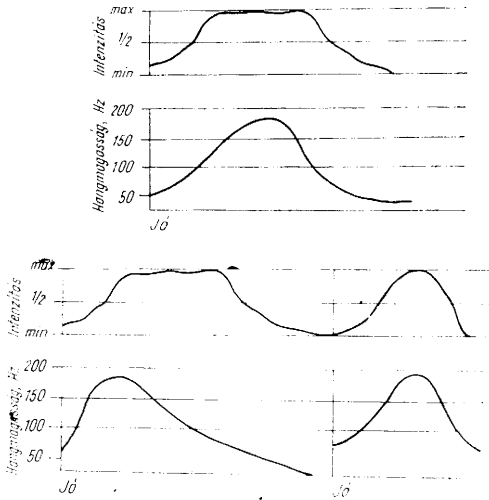 Intenzitás
max
1/2
min
Hangmagasság, Hz
200
150
100
50
Jó
Intenzitás
max
1/2
min
Hangmagasság, Hz
200
150
100
50
Jó
Jó